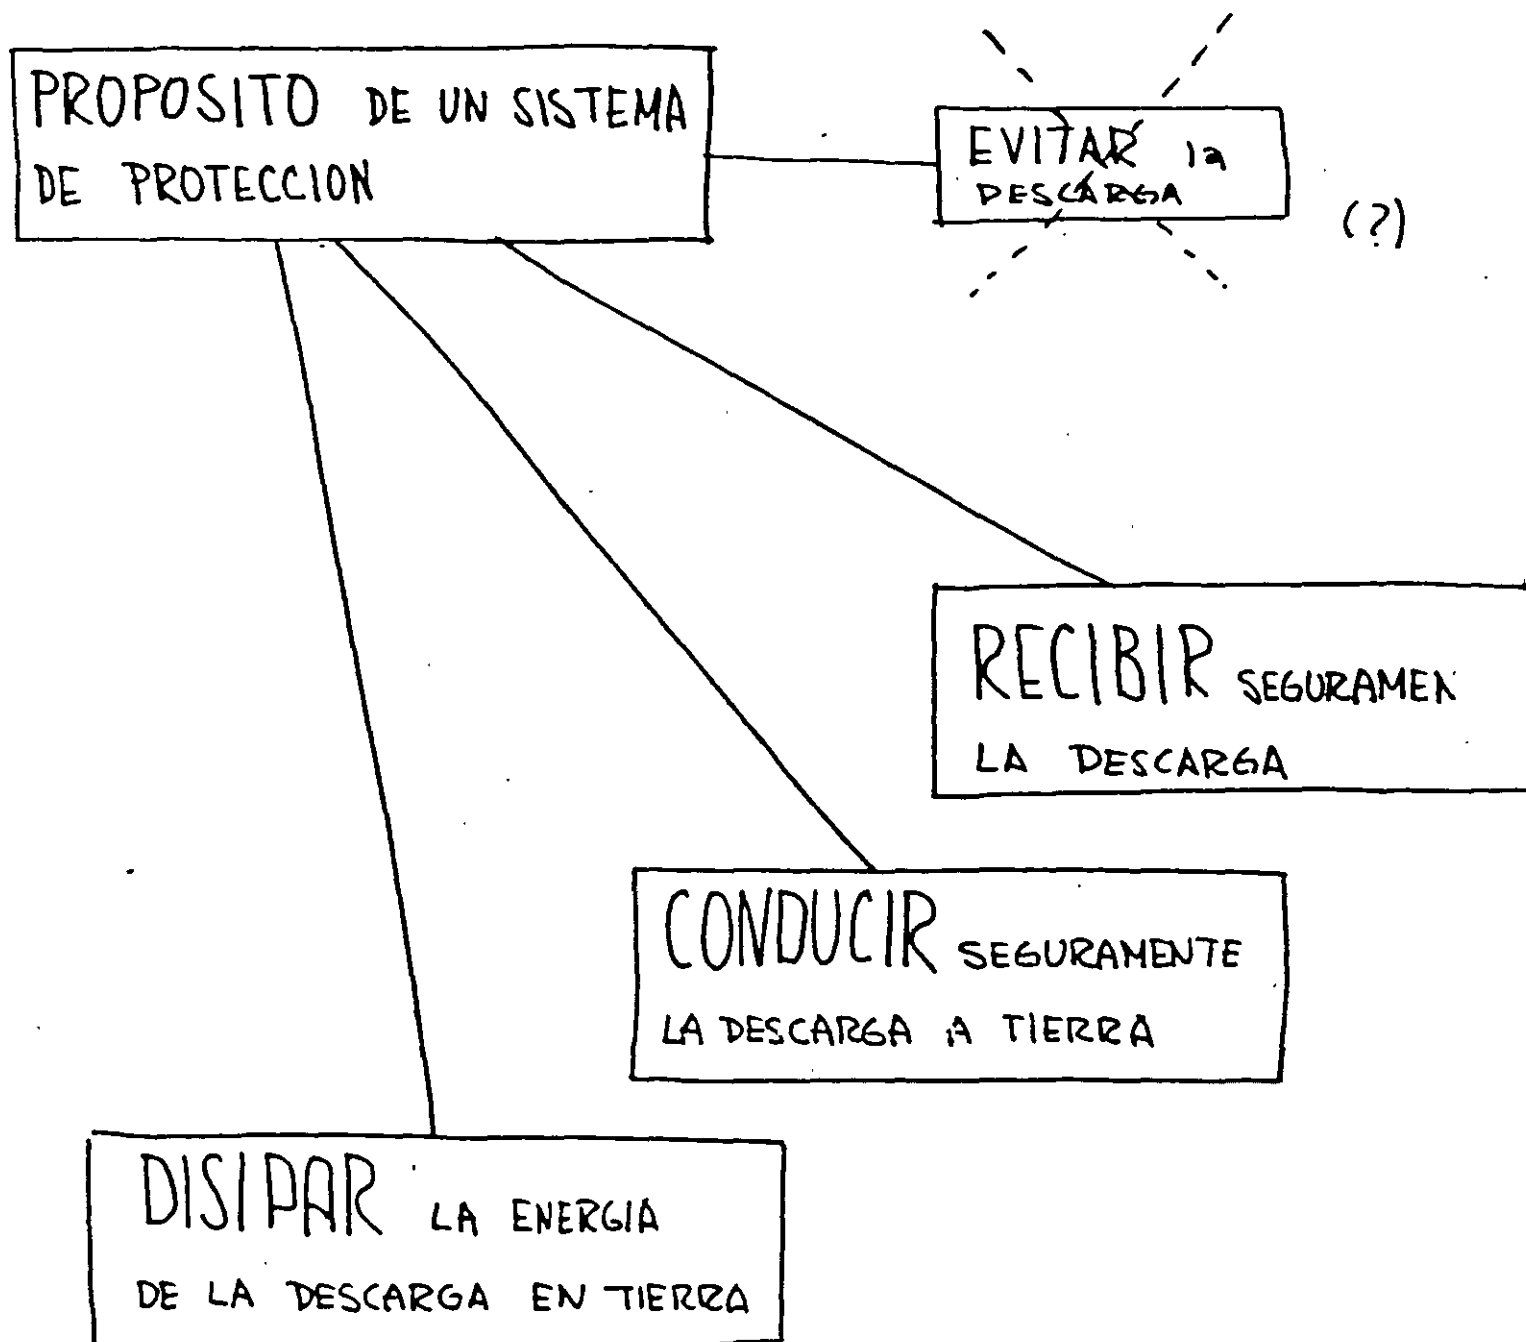 PROPOSITO DE UN SISTEMA
DE PROTECCION
EVITAR la
DESCARGA
(?)
RECIBIR SEGURAMEN
LA DESCARGA
CONDUCIR SEGURAMENTE
LA DESCARGA A TIERRA
DISIPAR LA ENERGIA
DE LA DESCARGA EN TIERRA